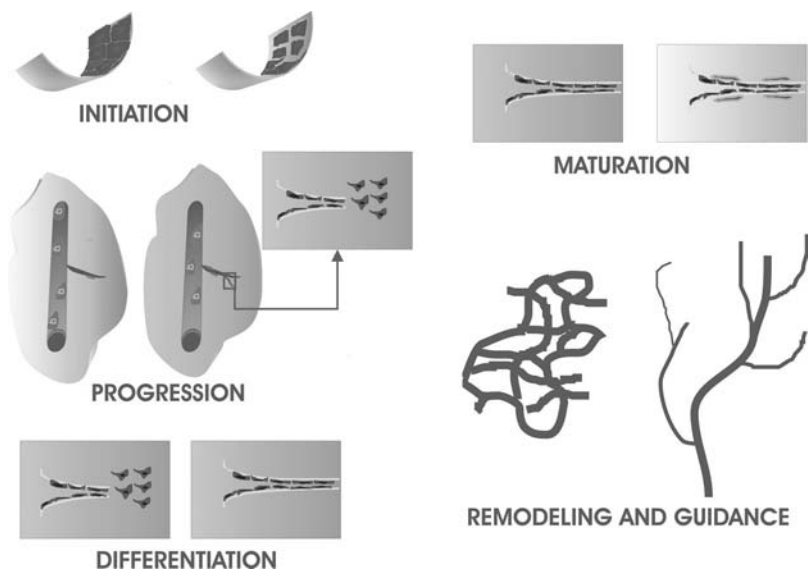 INITIATION
PROGRESSION
DIFFERENTIATION
MATURATION
REMODELING AND GUIDANCE